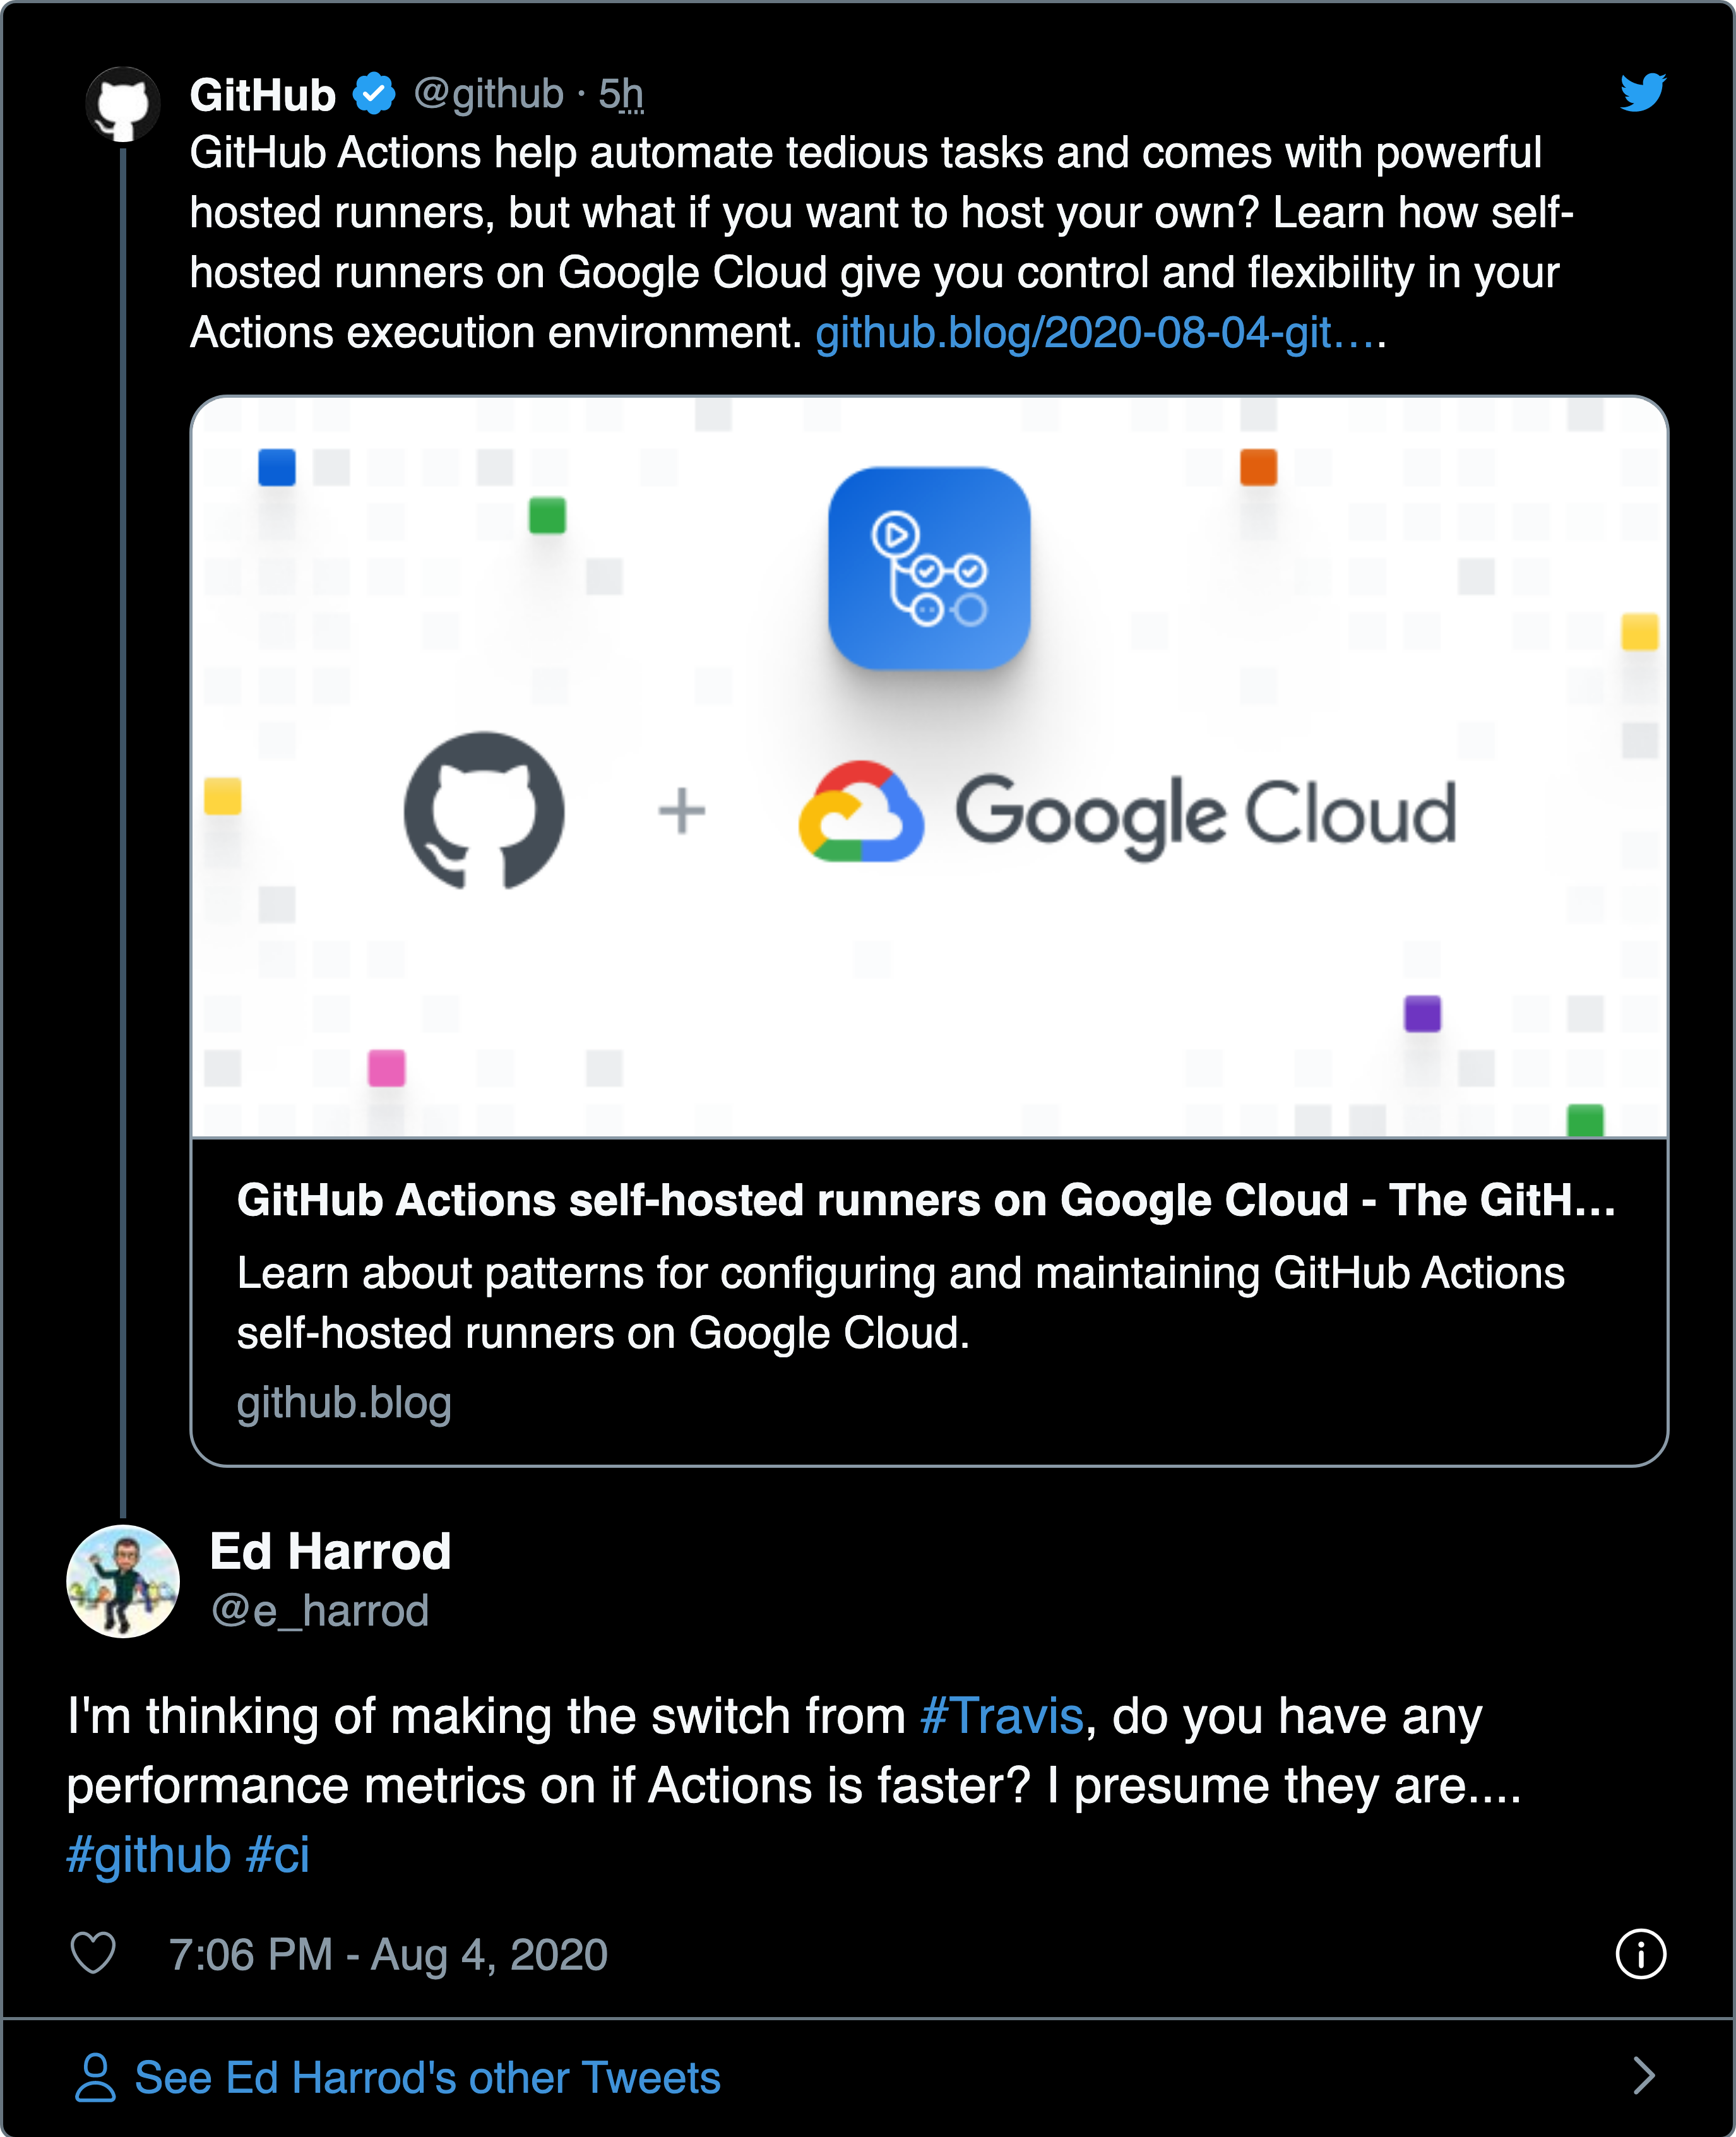 GitHub @github · 5h
GitHub Actions help automate tedious tasks and comes with powerful
hosted runners, but what if you want to host your own? Learn how self-
hosted runners on Google Cloud give you control and flexibility in your
Actions execution environment. github.blog/2020-08-04-git….
+ Google Cloud
GitHub Actions self-hosted runners on Google Cloud - The GitH…
Learn about patterns for configuring and maintaining GitHub Actions
self-hosted runners on Google Cloud.
github.blog
Ed Harrod
@e_harrod
I'm thinking of making the switch from #Travis, do you have any
performance metrics on if Actions is faster? I presume they are....
#github #ci
7:06 PM - Aug 4, 2020
See Ed Harrod's other Tweets